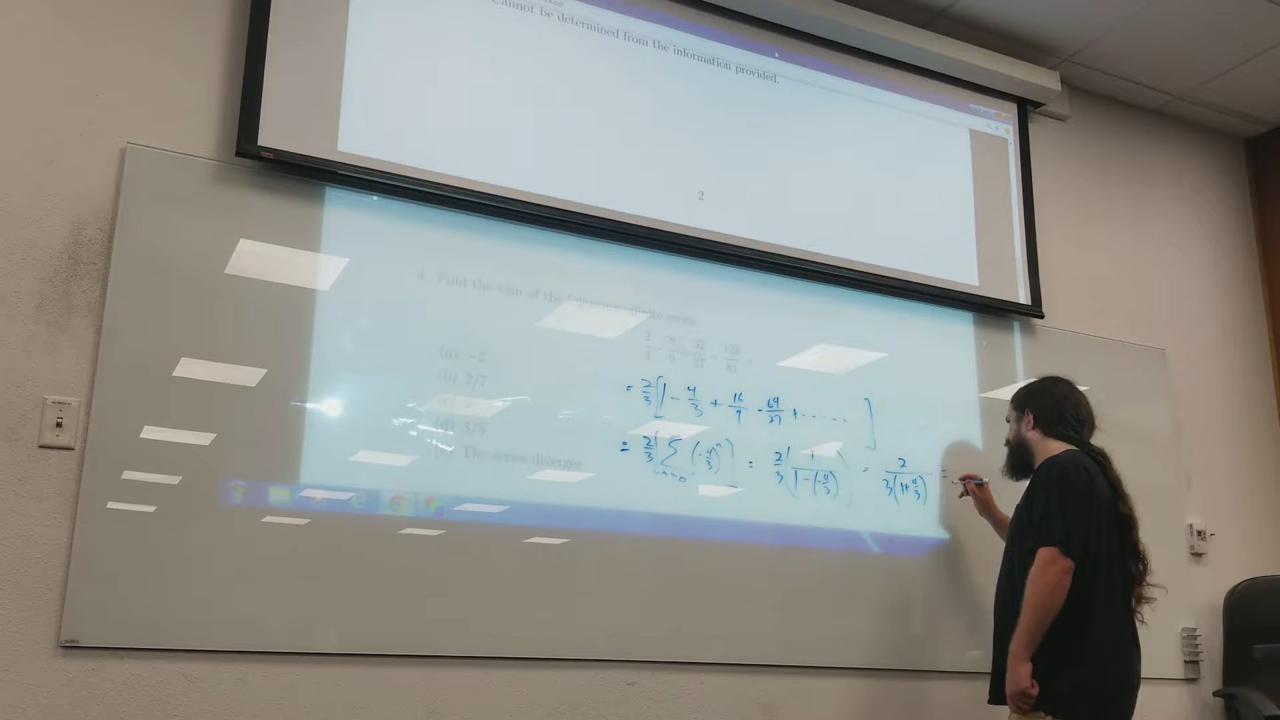 Cannot be determined from the information provided.
2
4. Find the sum of the following infinite series
2/3 - 8/9 + 32/27 - 128/81 + ...
(a) -2
(b) 2/7
(d) 3/5
The series diverges
= 2/3 [1 - 4/3 + 16/9 - 64/27 + ...... ]
= 2/3 [ Σ n=0 (-4/3)^n ] = 2/3 ( 1 / 1-(-4/3) ) = 2 / 3(1+4/3) =